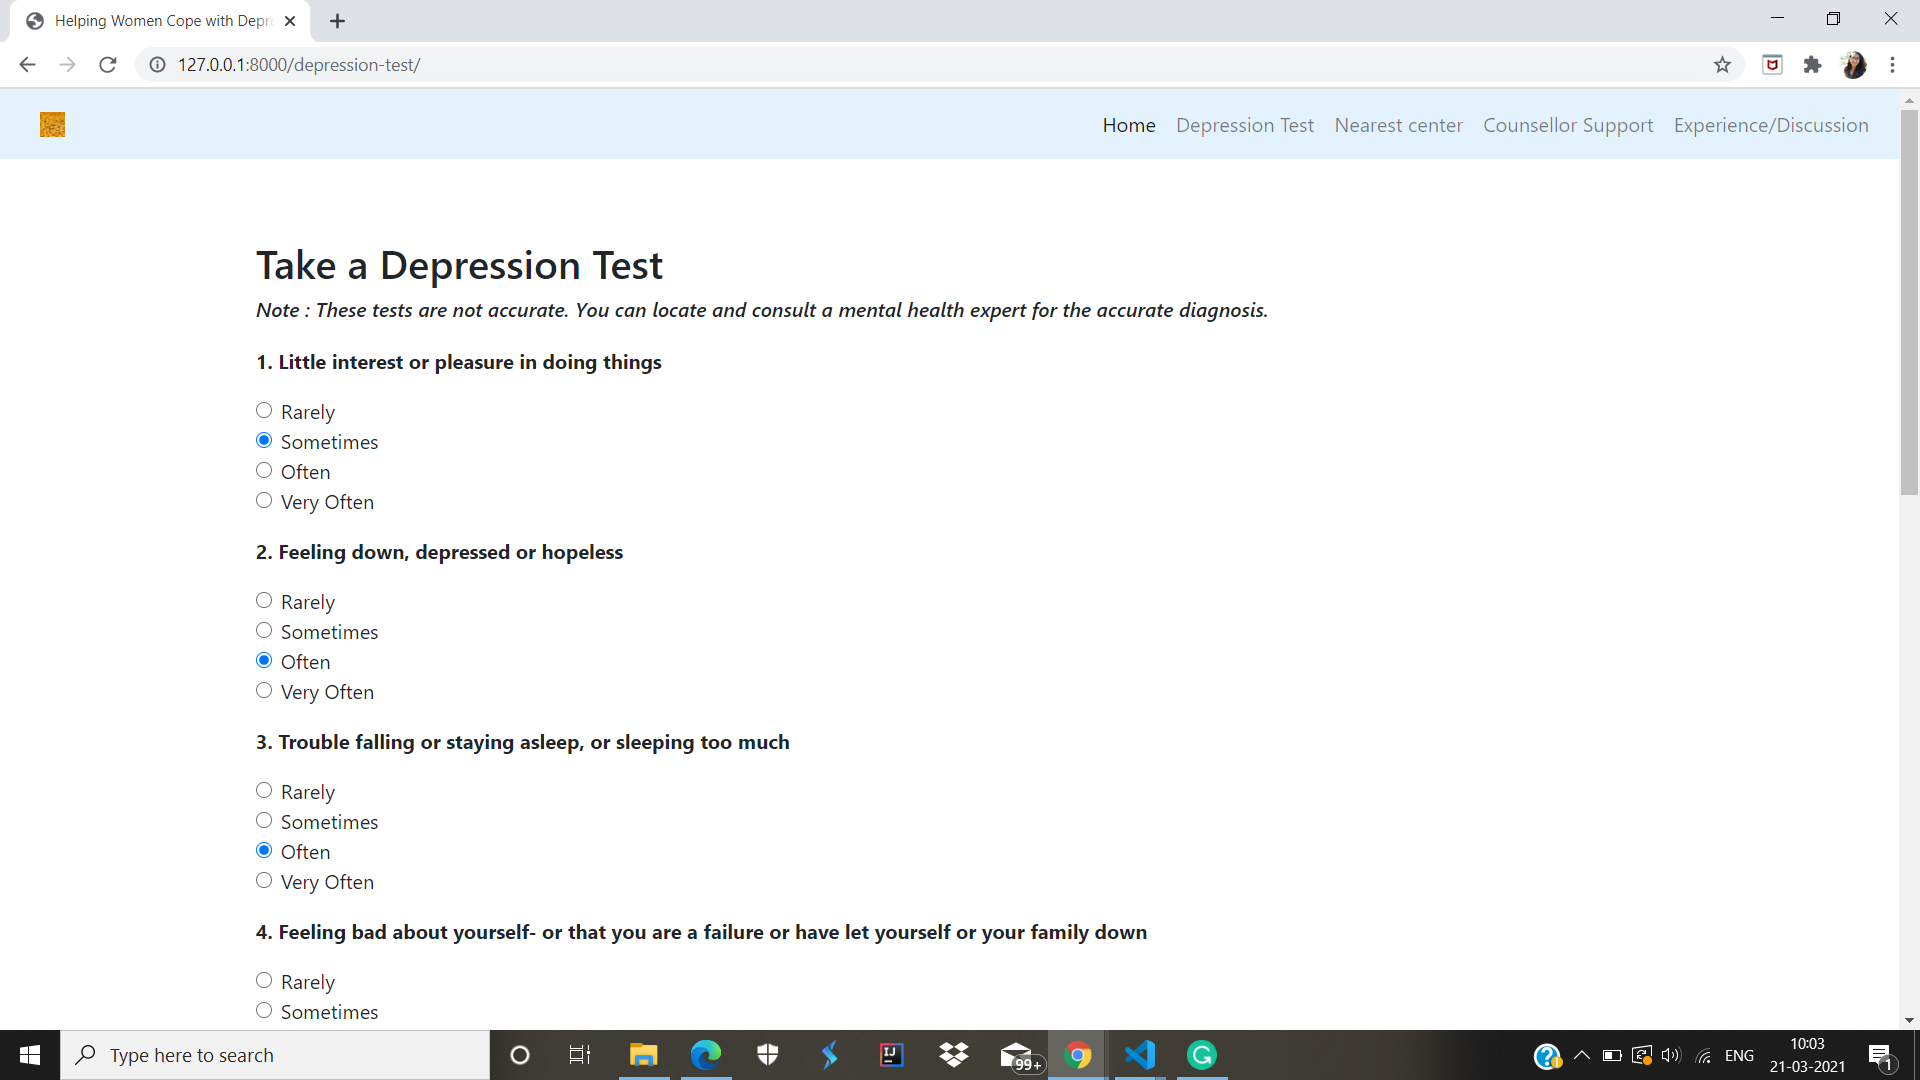 Helping Women Cope with Depre
127.0.0.1:8000/depression-test/
Home Depression Test Nearest center Counsellor Support Experience/Discussion
Take a Depression Test
Note : These tests are not accurate. You can locate and consult a mental health expert for the accurate diagnosis.
1. Little interest or pleasure in doing things
Rarely
Sometimes
Often
Very Often
2. Feeling down, depressed or hopeless
Rarely
Sometimes
Often
Very Often
3. Trouble falling or staying asleep, or sleeping too much
Rarely
Sometimes
Often
Very Often
4. Feeling bad about yourself- or that you are a failure or have let yourself or your family down
Rarely
Sometimes
Type here to search
IJ
99+
G
ENG
10:03
21-03-2021
1